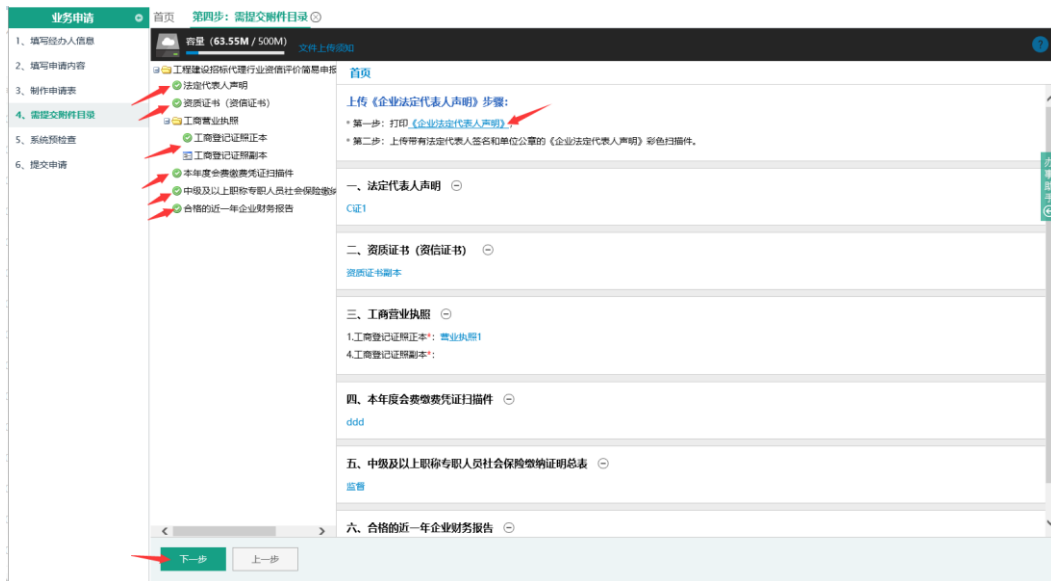 业务申请
首页 第四步：需提交附件目录
1、填写经办人信息
2、填写申请内容
3、制作申请表
4、需提交附件目录
5、系统预检查
6、提交申请
容量（63.55M / 500M）
文件上传须知
?
工程建设招标代理行业资信评价简易申报
法定代表人声明
资质证书（资信证书）
工商营业执照
工商登记证照正本
工商登记证照副本
本年度会费缴费凭证扫描件
中级及以上职称专职人员社会保险缴纳
合格的近一年企业财务报告
首页
上传《企业法定代表人声明》步骤：
* 第一步：打印《企业法定代表人声明》，
* 第二步：上传带有法定代表人签名和单位公章的《企业法定代表人声明》彩色扫描件。
一、法定代表人声明
C证1
二、资质证书（资信证书）
资质证书副本
三、工商营业执照
1.工商登记证照正本*：营业执照1
4.工商登记证照副本*：
四、本年度会费缴费凭证扫描件
ddd
五、中级及以上职称专职人员社会保险缴纳证明总表
监督
六、合格的近一年企业财务报告
办事助手
下一步
上一步